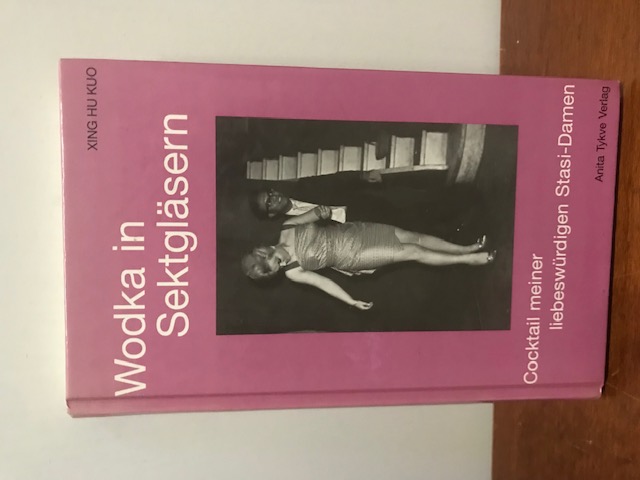 XING HU KUO
Wodka in
Sektgläsern
Cocktail meiner
liebeswürdigen Stasi-Damen
Anita Tykve Verlag